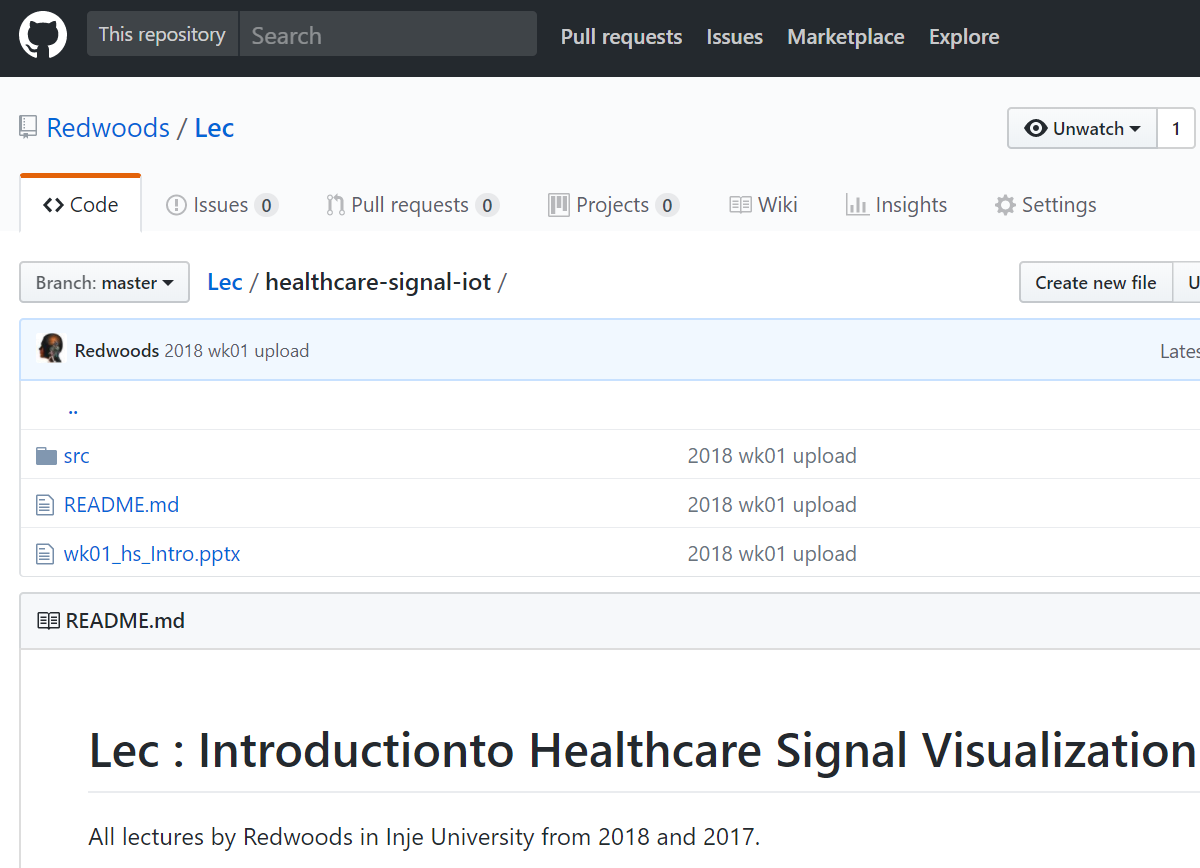 This repository Search Pull requests Issues Marketplace Explore
Redwoods / Lec Unwatch 1
Code Issues 0 Pull requests 0 Projects 0 Wiki Insights Settings
Branch: master Lec / healthcare-signal-iot / Create new file U
Redwoods 2018 wk01 upload Lates
..
src 2018 wk01 upload
README.md 2018 wk01 upload
wk01_hs_Intro.pptx 2018 wk01 upload
README.md
Lec : Introductionto Healthcare Signal Visualization
All lectures by Redwoods in Inje University from 2018 and 2017.